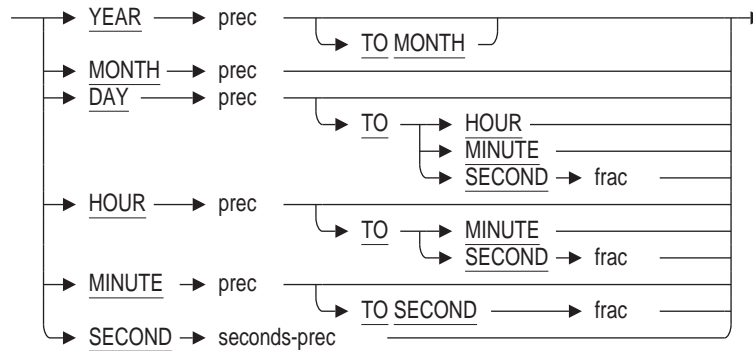 YEAR prec
TO MONTH
MONTH prec
DAY prec
TO HOUR
MINUTE
SECOND frac
HOUR prec
TO MINUTE
SECOND frac
MINUTE prec
TO SECOND frac
SECOND seconds-prec